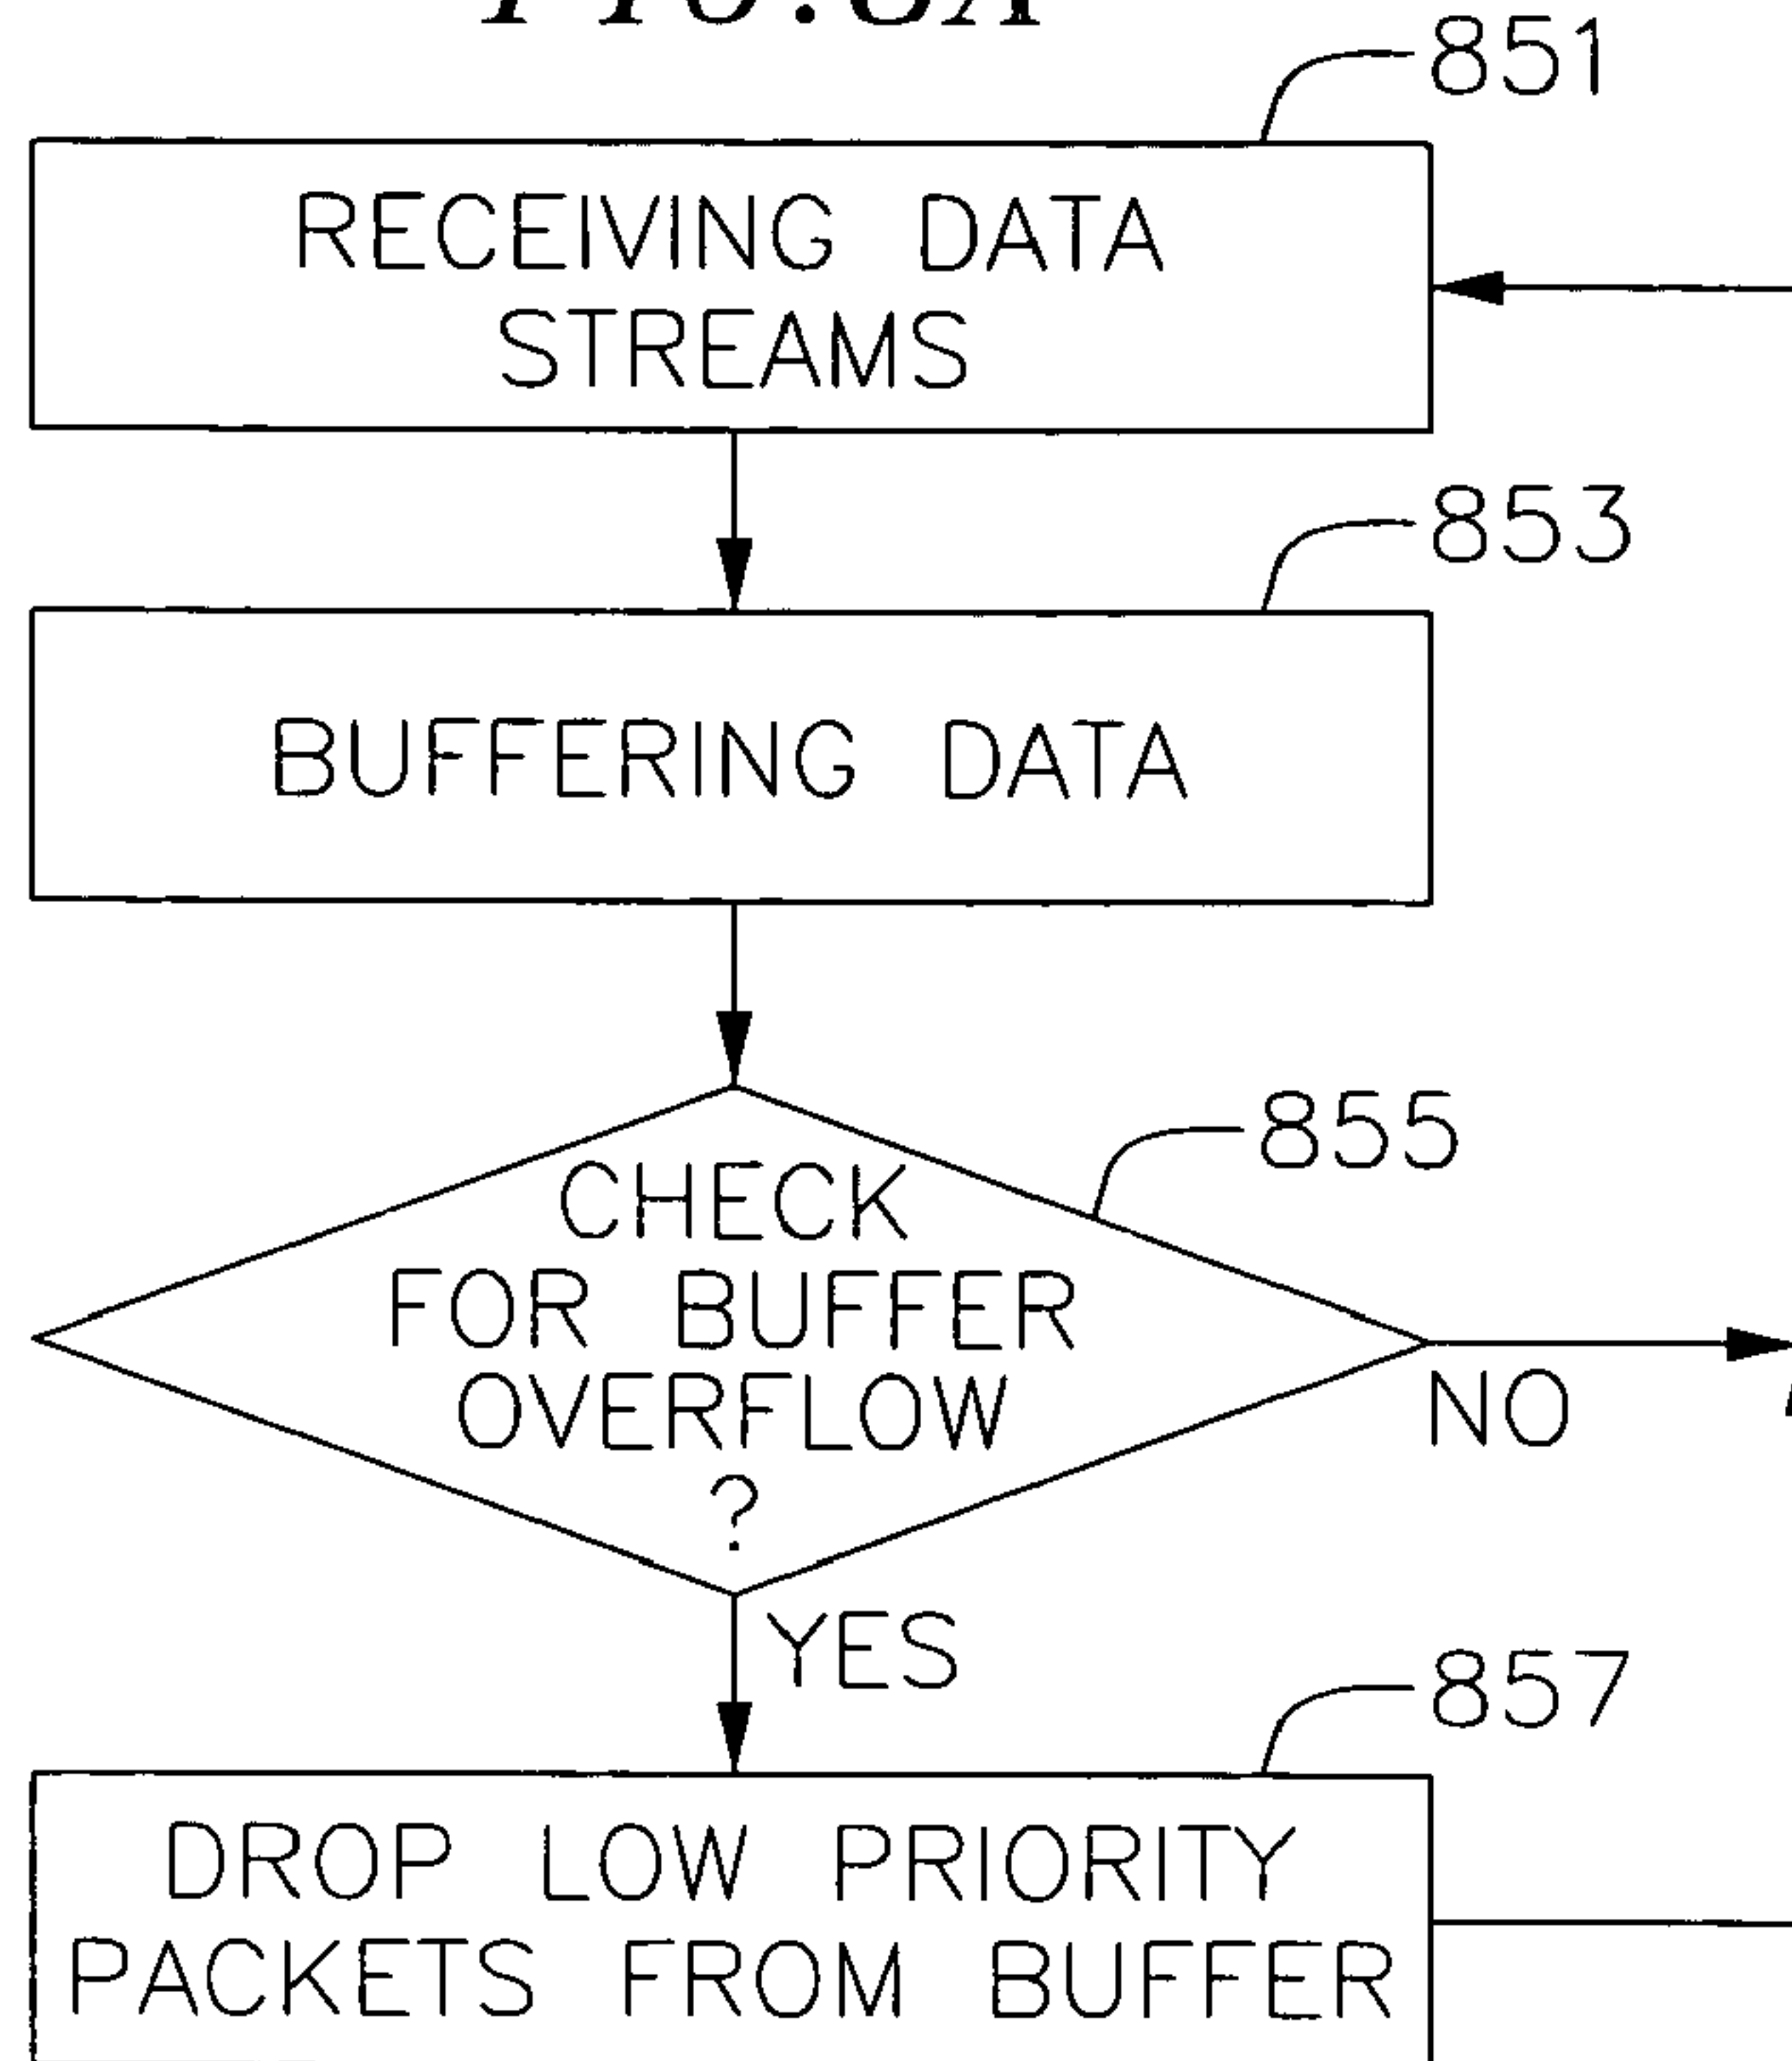 851
RECEIVING DATA
STREAMS
853
BUFFERING DATA
855
CHECK
FOR BUFFER
OVERFLOW
?
NO
YES
857
DROP LOW PRIORITY
PACKETS FROM BUFFER